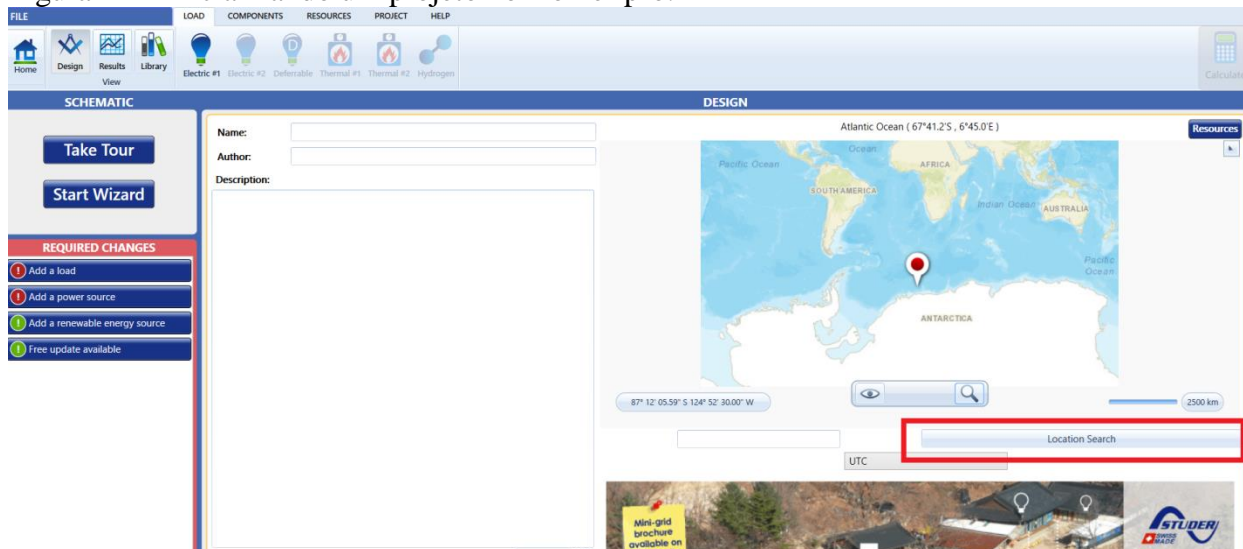 FILE
LOAD COMPONENTS RESOURCES PROJECT HELP
Home
Design Results Library
View
Electric #1 Electric #2 Deferrable Thermal #1 Thermal #2 Hydrogen
Calculate
SCHEMATIC
DESIGN
Take Tour
Start Wizard
REQUIRED CHANGES
Add a load
Add a power source
Add a renewable energy source
Free update available
Name:
Author:
Description:
Atlantic Ocean ( 67°41.2'S , 6°45.0'E )
Resources
Pacific Ocean
Ocean
AFRICA
SOUTH AMERICA
Indian Ocean
AUSTRALIA
Pacific
Ocean
ANTARCTICA
87° 12' 05.59" S 124° 52' 30.00" W
2500 km
Location Search
UTC
Mini-grid
brochure
available on
STUDER
SWISS
MADE